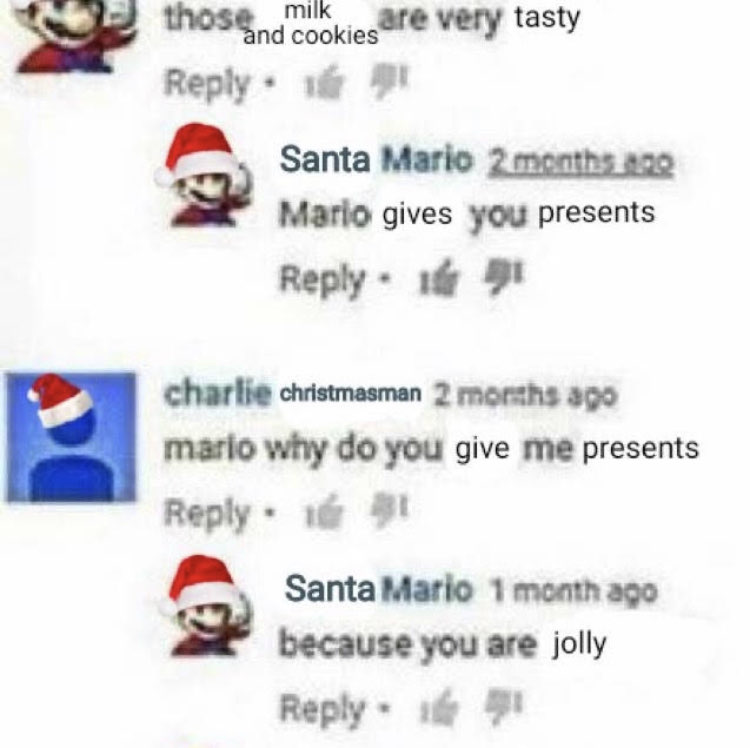 those milk and cookies are very tasty
Reply •
Santa Mario 2 months ago
Mario gives you presents
Reply •
charlie christmasman 2 months ago
mario why do you give me presents
Reply •
Santa Mario 1 month ago
because you are jolly
Reply •